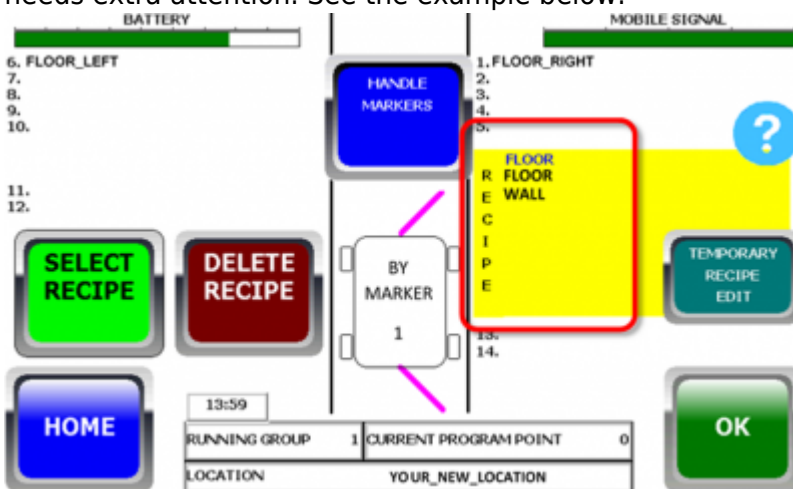 needs extra attention. See the example below.
BATTERY
MOBILE SIGNAL
6. FLOOR_LEFT
7.
8.
9.
10.
11.
12.
HANDLE
MARKERS
1. FLOOR_RIGHT
2.
3.
4.
5.
?
RECIPE
FLOOR
FLOOR
WALL
TEMPORARY
RECIPE
EDIT
13.
14.
SELECT
RECIPE
DELETE
RECIPE
BY
MARKER
1
HOME
13:59
RUNNING GROUP 1
CURRENT PROGRAM POINT 0
LOCATION YOUR_NEW_LOCATION
OK